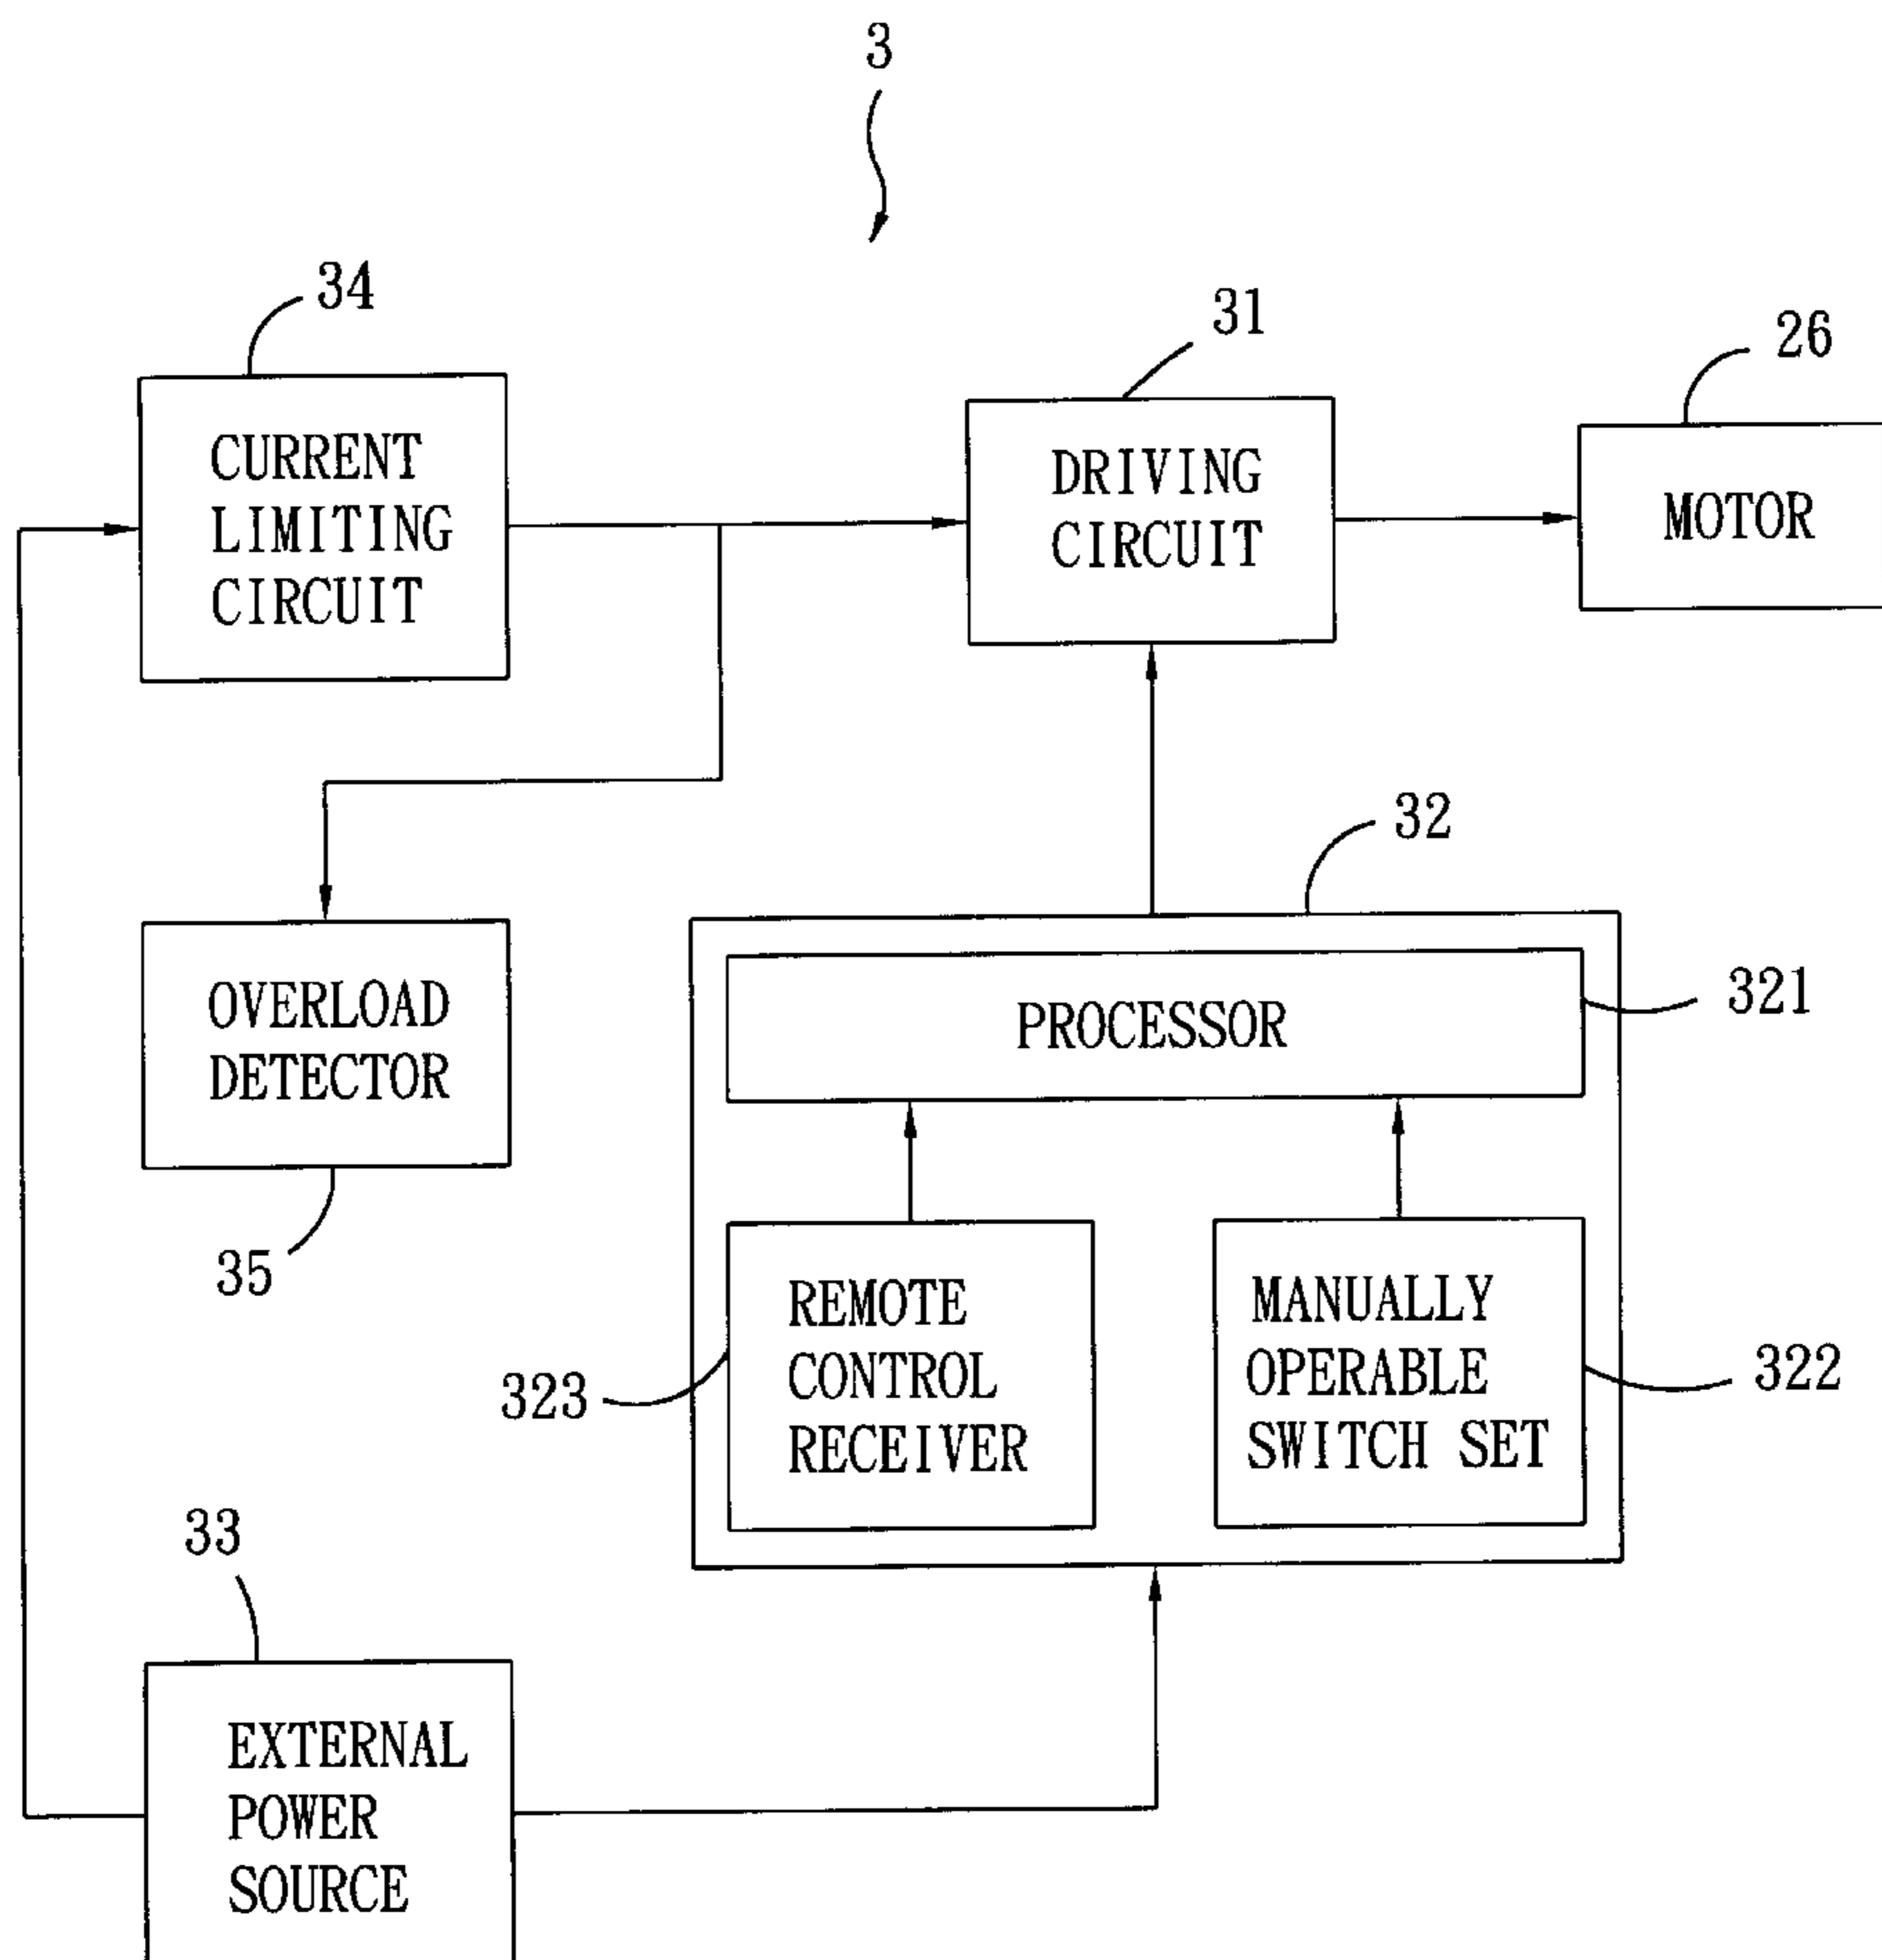 3
34
31
26
CURRENT
LIMITING
CIRCUIT
DRIVING
CIRCUIT
MOTOR
32
OVERLOAD
DETECTOR
PROCESSOR
321
35
REMOTE
CONTROL
RECEIVER
323
MANUALLY
OPERABLE
SWITCH SET
322
33
EXTERNAL
POWER
SOURCE